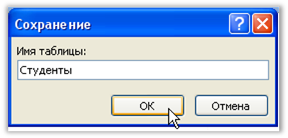 Сохранение
Имя таблицы:
Студенты
ОК
Отмена